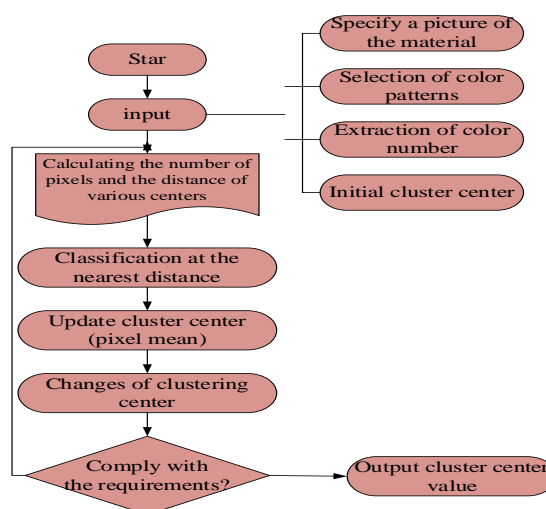 Star
input
Specify a picture of
the material
Selection of color
patterns
Extraction of color
number
Initial cluster center
Calculating the number of
pixels and the distance of
various centers
Classification at the
nearest distance
Update cluster center
(pixel mean)
Changes of clustering
center
Comply with
the requirements?
Output cluster center
value